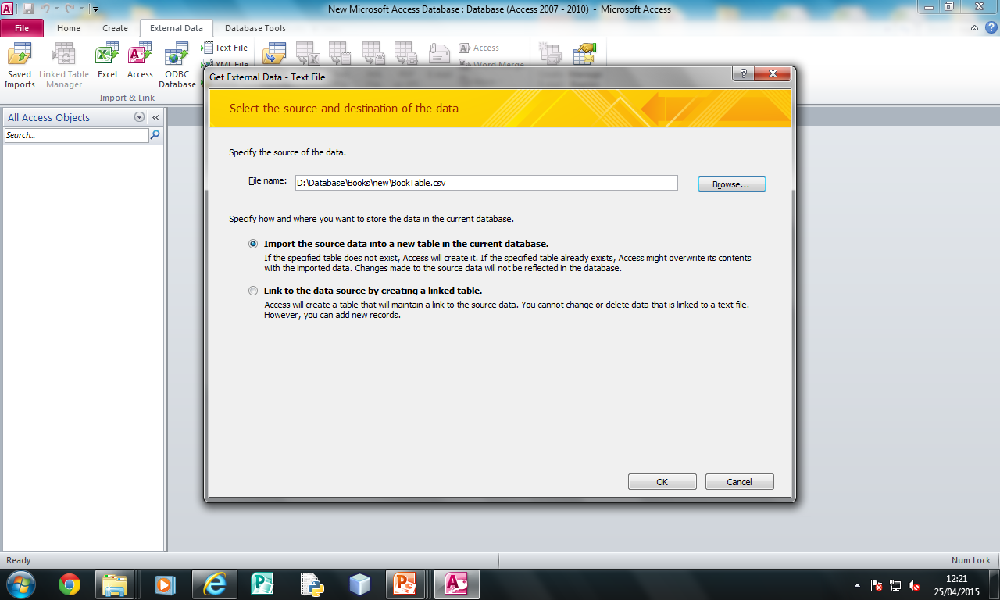 New Microsoft Access Database : Database (Access 2007 - 2010) - Microsoft Access
File Home Create External Data Database Tools
Saved Imports
Linked Table Manager
Excel
Access
ODBC Database
Text File
XML File
Access
Word Merge
Import & Link
Get External Data - Text File
All Access Objects
Search...
Select the source and destination of the data
Specify the source of the data.
File name: D:\Database\Books\new\BookTable.csv Browse...
Specify how and where you want to store the data in the current database.
Import the source data into a new table in the current database.
If the specified table does not exist, Access will create it. If the specified table already exists, Access might overwrite its contents
with the imported data. Changes made to the source data will not be reflected in the database.
Link to the data source by creating a linked table.
Access will create a table that will maintain a link to the source data. You cannot change or delete data that is linked to a text file.
However, you can add new records.
OK Cancel
Ready Num Lock
12:21
25/04/2015